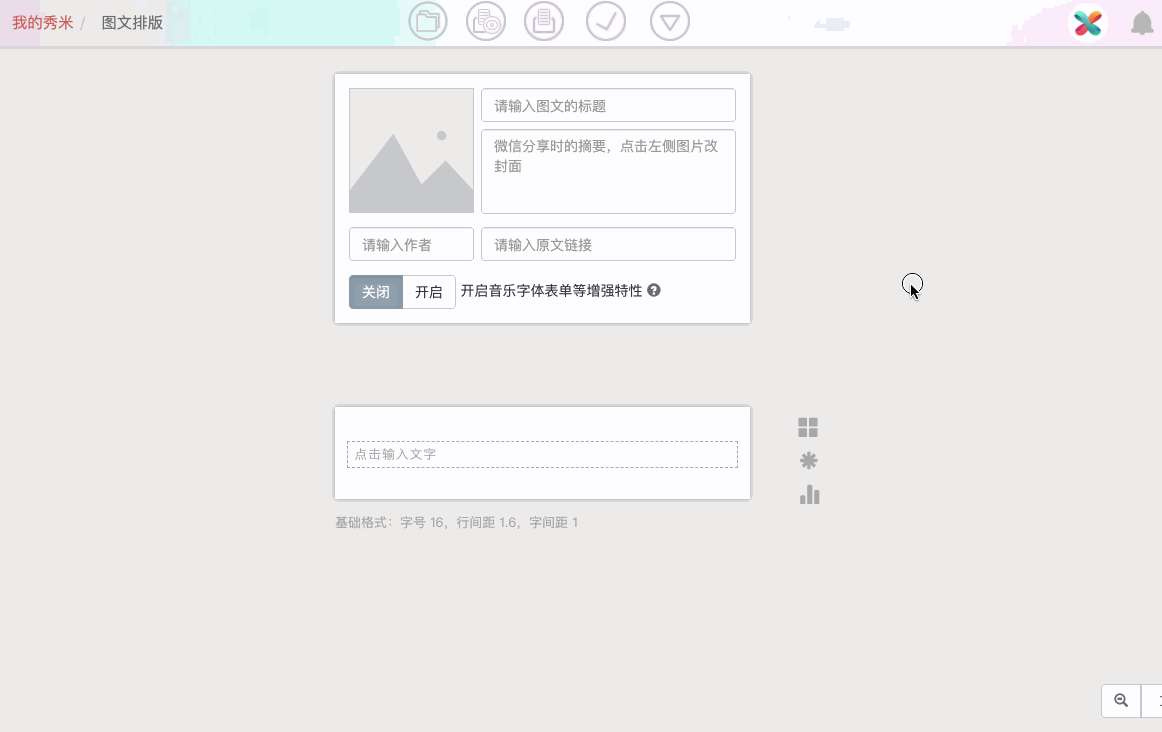 我的秀米 / 图文排版
请输入图文的标题
微信分享时的摘要，点击左侧图片改
封面
请输入作者
请输入原文链接
关闭 开启 开启音乐字体表单等增强特性
点击输入文字
基础格式：字号 16，行间距 1.6，字间距 1